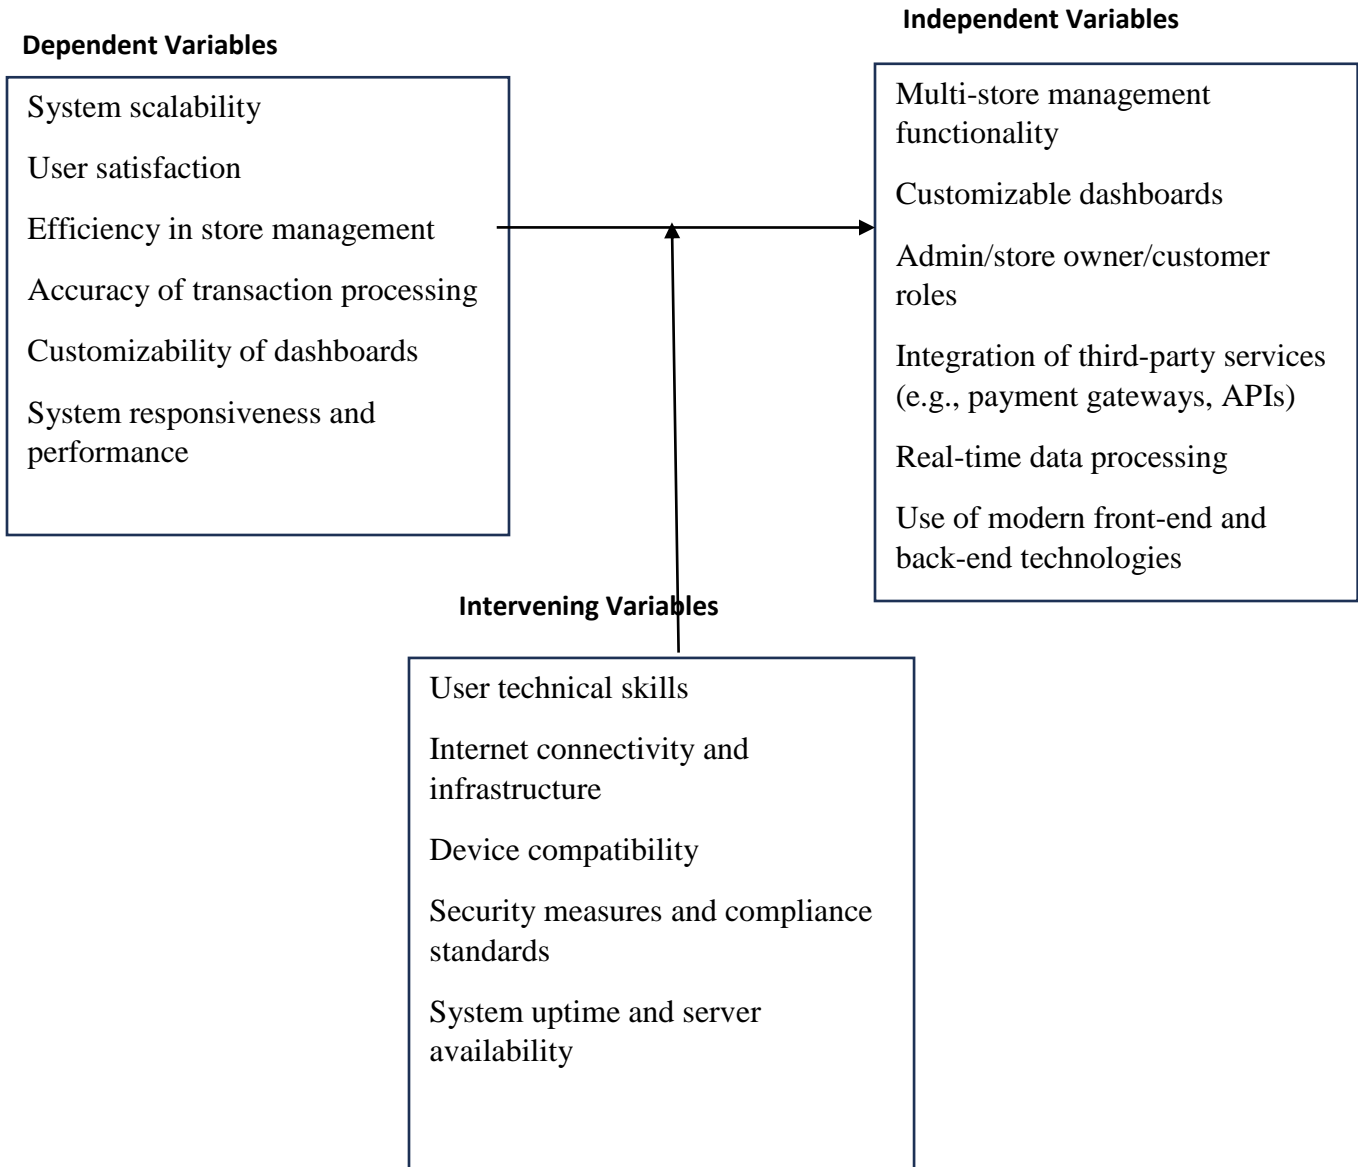 Dependent Variables
System scalability
User satisfaction
Efficiency in store management
Accuracy of transaction processing
Customizability of dashboards
System responsiveness and
performance
Independent Variables
Multi-store management
functionality
Customizable dashboards
Admin/store owner/customer
roles
Integration of third-party services
(e.g., payment gateways, APIs)
Real-time data processing
Use of modern front-end and
back-end technologies
Intervening Variables
User technical skills
Internet connectivity and
infrastructure
Device compatibility
Security measures and compliance
standards
System uptime and server
availability